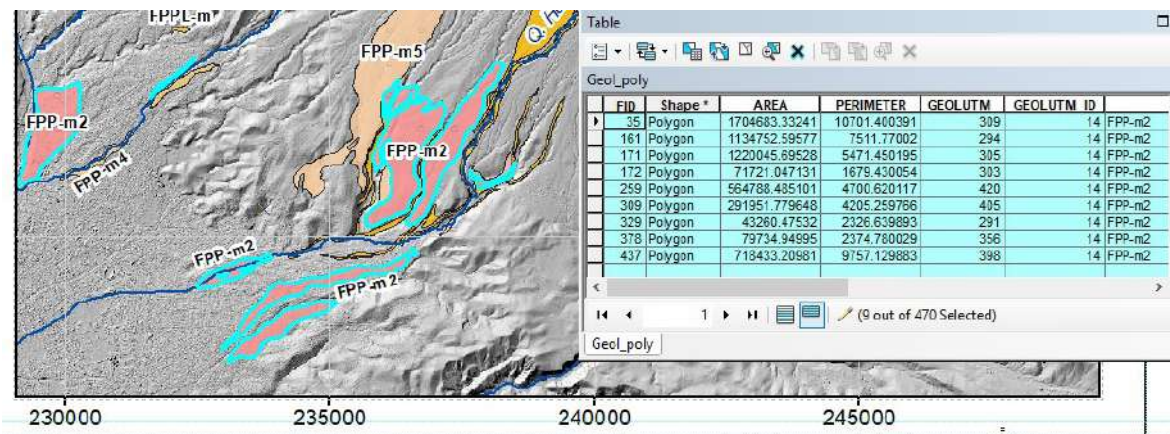 FPPL-m
FPP-m5
FPP-m2
FPP-m2
FPP-m4
FPP-m2
FPP-m2
Table
Geol_poly
FID Shape * AREA PERIMETER GEOLUTM GEOLUTM_ID
35 Polygon 1704683.33241 10701.400391 309 14 FPP-m2
161 Polygon 1134752.59577 7511.77002 294 14 FPP-m2
171 Polygon 1220045.69528 5471.450195 305 14 FPP-m2
172 Polygon 71721.047131 1679.430054 303 14 FPP-m2
259 Polygon 564788.485101 4700.620117 420 14 FPP-m2
309 Polygon 291951.779648 4205.259766 405 14 FPP-m2
329 Polygon 43260.47532 2326.639893 291 14 FPP-m2
378 Polygon 79734.94995 2374.780029 356 14 FPP-m2
437 Polygon 718433.20981 9757.129883 398 14 FPP-m2
1 (9 out of 470 Selected)
Geol_poly
230000 235000 240000 245000